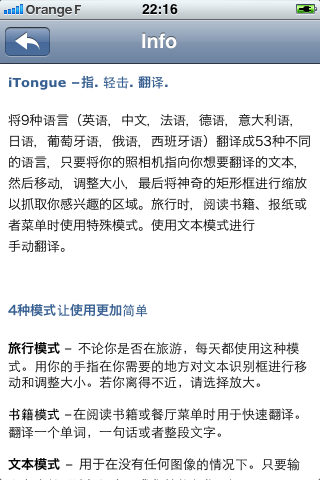 Orange F 22:16
Info
iTongue –指. 轻击. 翻译.
将9种语言（英语，中文，法语，德语，意大利语，
日语，葡萄牙语，俄语，西班牙语）翻译成53种不同
的语言，只要将你的照相机指向你想要翻译的文本，
然后移动，调整大小，最后将神奇的矩形框进行缩放
以抓取你感兴趣的区域。旅行时，阅读书籍、报纸或
者菜单时使用特殊模式。使用文本模式进行
手动翻译。
4种模式让使用更加简单
旅行模式 – 不论你是否在旅游，每天都使用这种模
式。用你的手指在你需要的地方对文本识别框进行移
动和调整大小。若你离得不近，请选择放大。
书籍模式 –在阅读书籍或餐厅菜单时用于快速翻译。
翻译一个单词，一句话或者整段文字。
文本模式 – 用于在没有任何图像的情况下。只要输